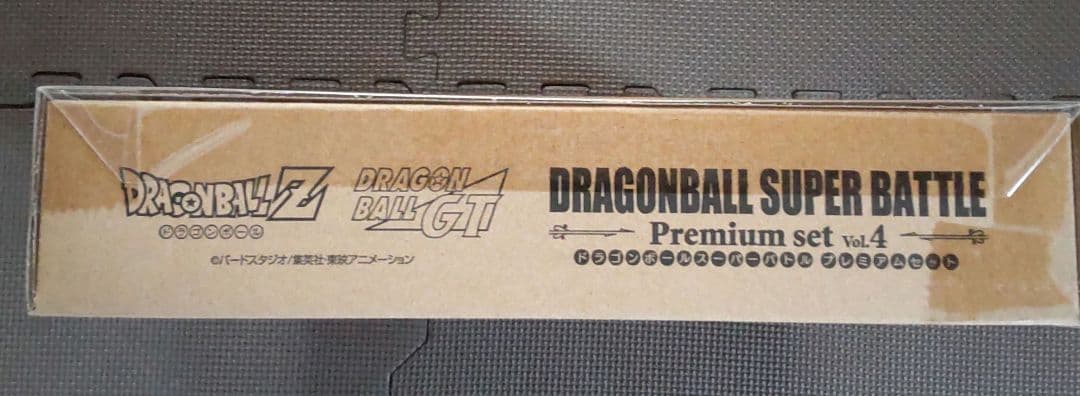 DRAGONBALL Z
ドラゴンボール
DRAGON
BALL GT
©バードスタジオ/集英社・東映アニメーション
DRAGONBALL SUPER BATTLE
Premium set Vol.4
ドラゴンボールスーパーバトル プレミアムセット